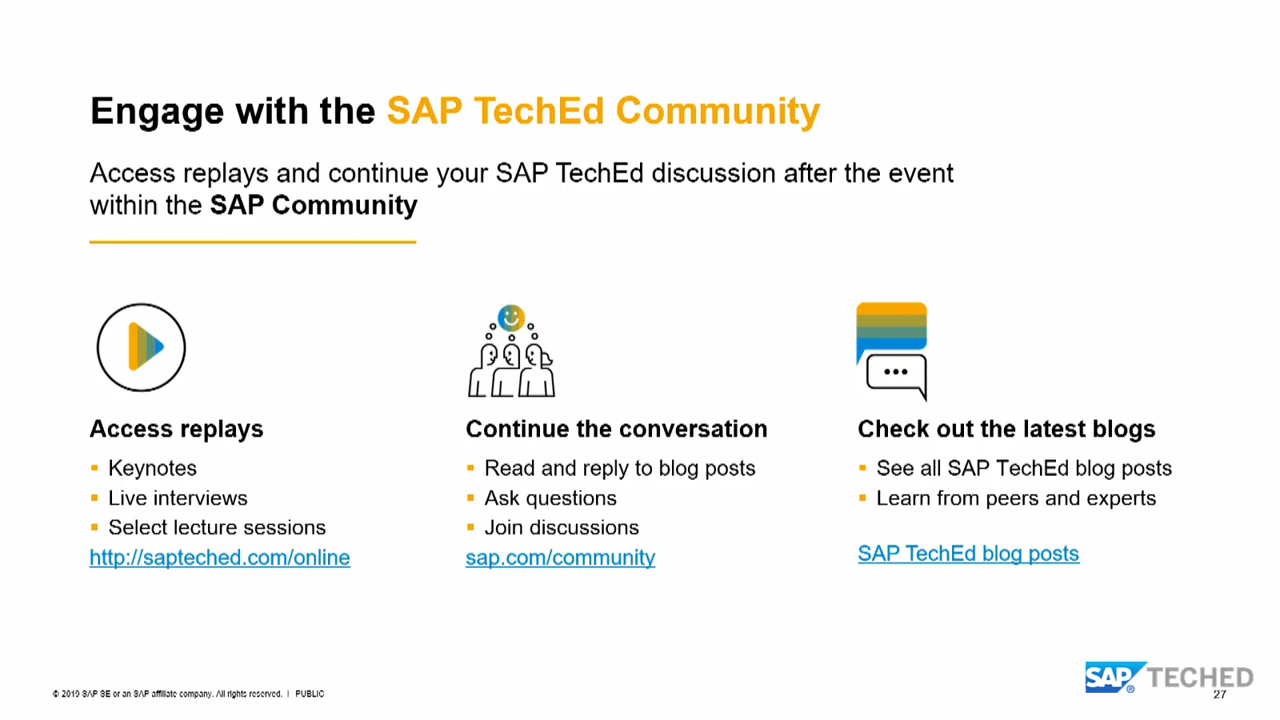 Engage with the SAP TechEd Community
Access replays and continue your SAP TechEd discussion after the event
within the SAP Community
Access replays
▪ Keynotes
▪ Live interviews
▪ Select lecture sessions
http://sapteched.com/online
Continue the conversation
▪ Read and reply to blog posts
▪ Ask questions
▪ Join discussions
sap.com/community
Check out the latest blogs
▪ See all SAP TechEd blog posts
▪ Learn from peers and experts
SAP TechEd blog posts
© 2019 SAP SE or an SAP affiliate company. All rights reserved. | PUBLIC
SAP® TECHED
27